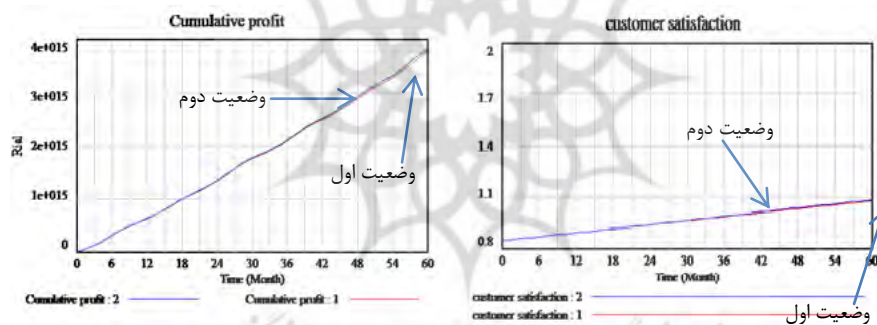 Cumulative profit
4e+015
3e+015
2e+015
1e+015
0
Rial
0 6 12 18 24 30 36 42 48 54 60
Time (Month)
وضعیت دوم
وضعیت اول
Cumulative profit : 2
Cumulative profit : 1
customer satisfaction
2
1.7
1.4
1.1
0.8
0 6 12 18 24 30 36 42 48 54 60
Time (Month)
وضعیت دوم
وضعیت اول
customer satisfaction : 2
customer satisfaction : 1